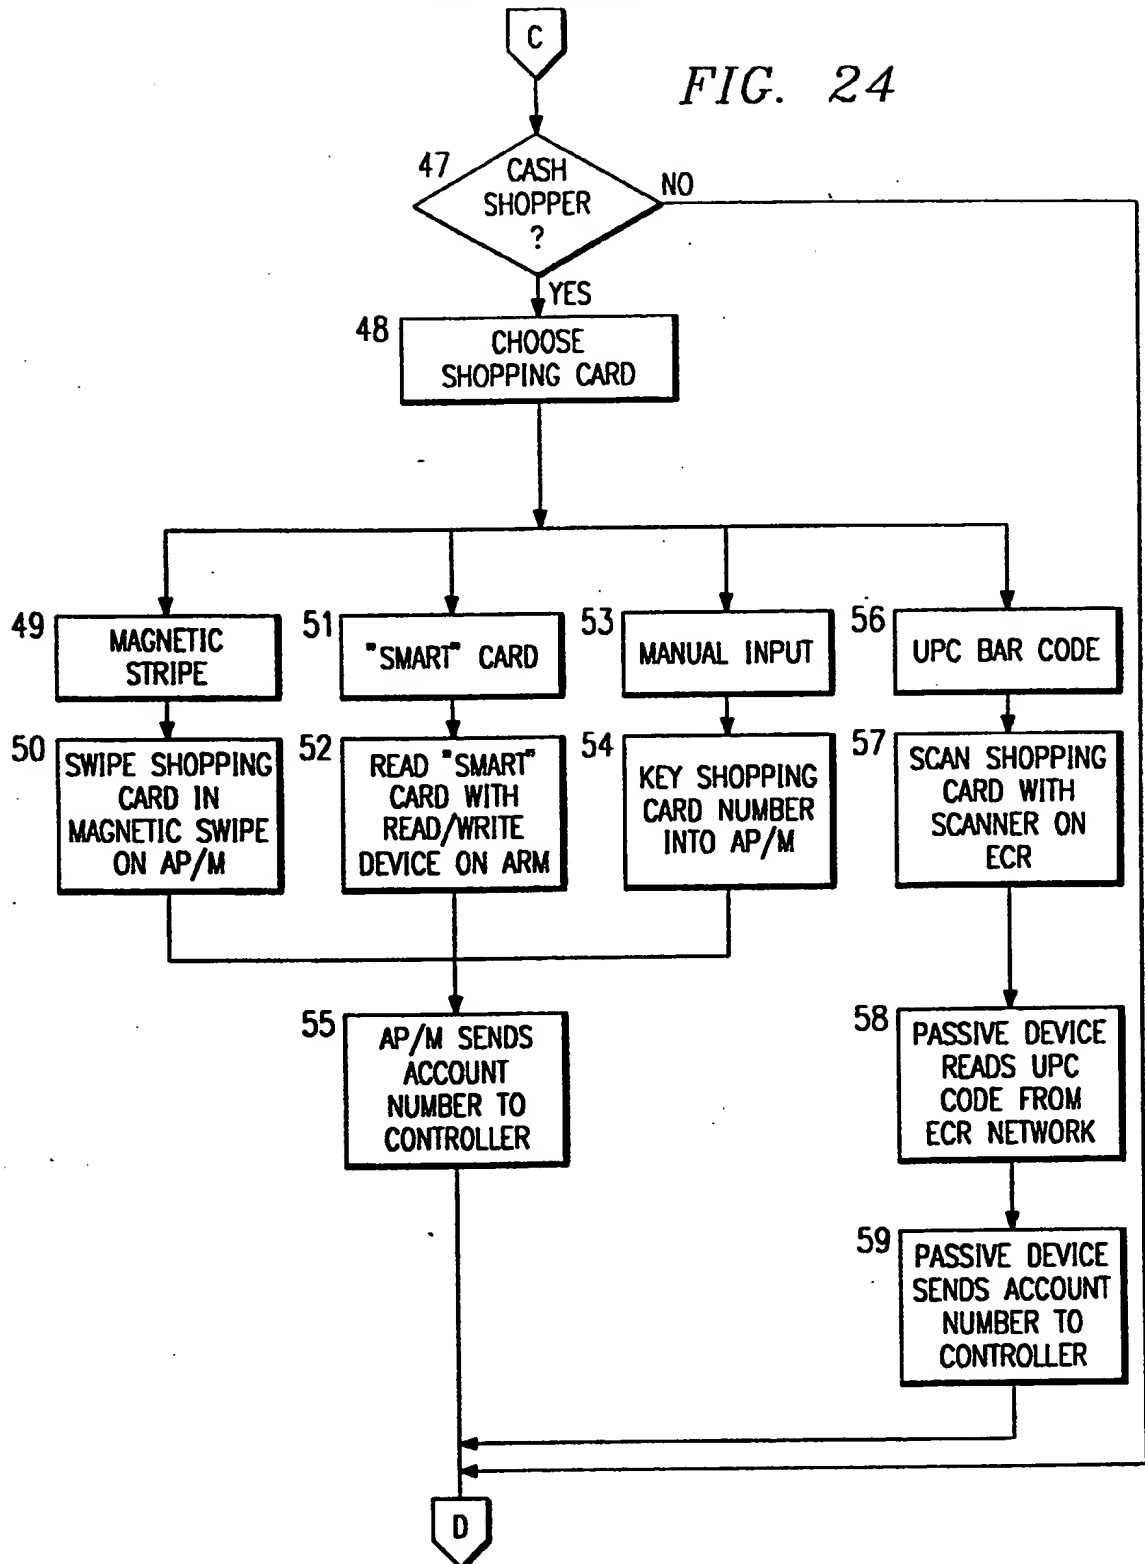 C
FIG. 24
47
CASH
SHOPPER
?
NO
YES
48
CHOOSE
SHOPPING CARD
49
MAGNETIC
STRIPE
51
"SMART" CARD
53
MANUAL INPUT
56
UPC BAR CODE
50
SWIPE SHOPPING
CARD IN
MAGNETIC SWIPE
ON AP/M
52
READ "SMART"
CARD WITH
READ/WRITE
DEVICE ON ARM
54
KEY SHOPPING
CARD NUMBER
INTO AP/M
57
SCAN SHOPPING
CARD WITH
SCANNER ON
ECR
55
AP/M SENDS
ACCOUNT
NUMBER TO
CONTROLLER
58
PASSIVE DEVICE
READS UPC
CODE FROM
ECR NETWORK
59
PASSIVE DEVICE
SENDS ACCOUNT
NUMBER TO
CONTROLLER
D